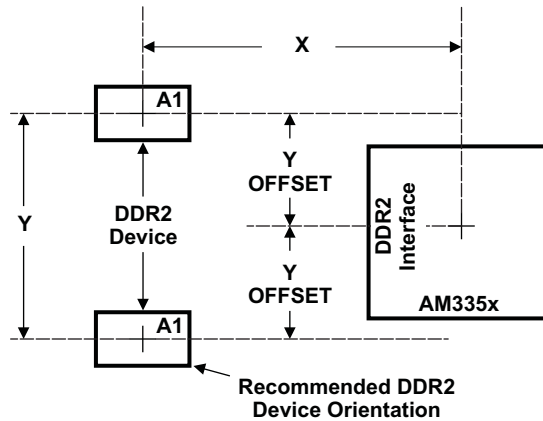 X
A1
Y
OFFSET
Y
DDR2
Device
DDR2
Interface
Y
OFFSET
AM335x
A1
Recommended DDR2
Device Orientation